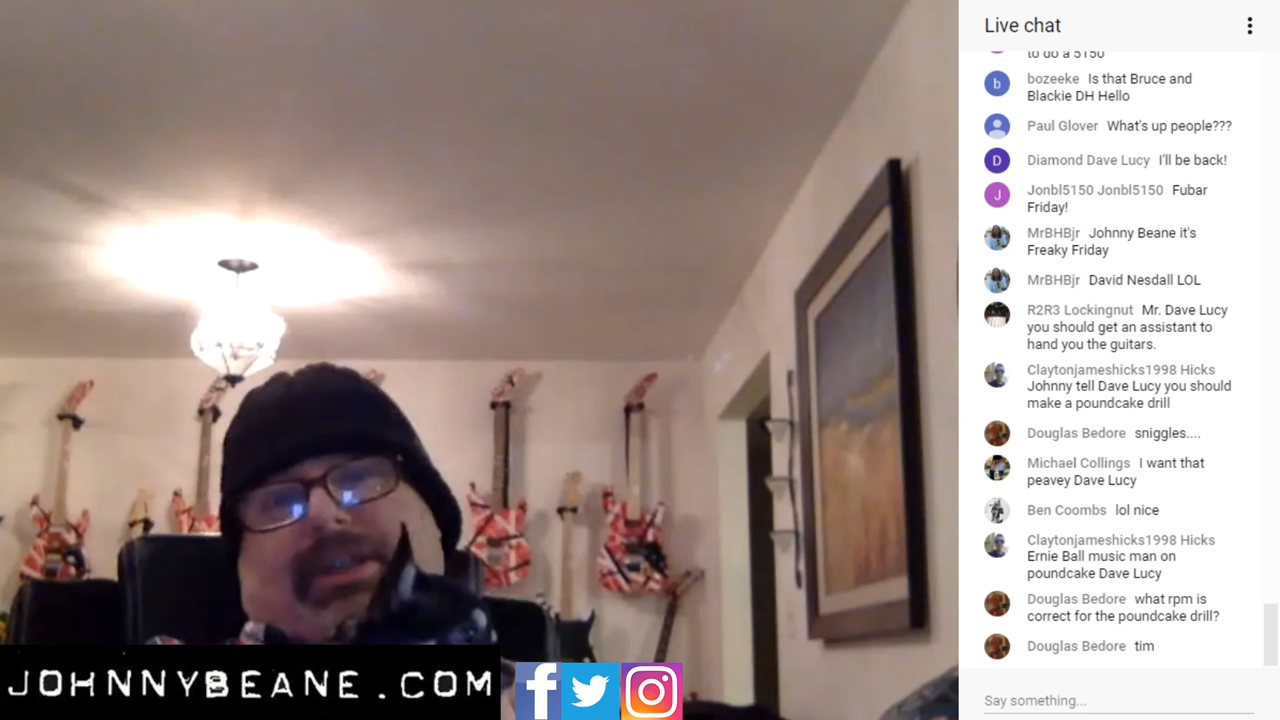 Live chat
to do a 5150
b
bozeeke Is that Bruce and
Blackie DH Hello
Paul Glover What's up people???
D
Diamond Dave Lucy I'll be back!
J
Jonbl5150 Jonbl5150 Fubar
Friday!
MrBHBjr Johnny Beane it's
Freaky Friday
MrBHBjr David Nesdall LOL
R2R3 Lockingnut Mr. Dave Lucy
you should get an assistant to
hand you the guitars.
Claytonjameshicks1998 Hicks
Johnny tell Dave Lucy you should
make a poundcake drill
Douglas Bedore sniggles....
Michael Collings I want that
peavey Dave Lucy
Ben Coombs lol nice
Claytonjameshicks1998 Hicks
Ernie Ball music man on
poundcake Dave Lucy
Douglas Bedore what rpm is
correct for the poundcake drill?
Douglas Bedore tim
Say something...
JOHNNYBEANE.COM
f